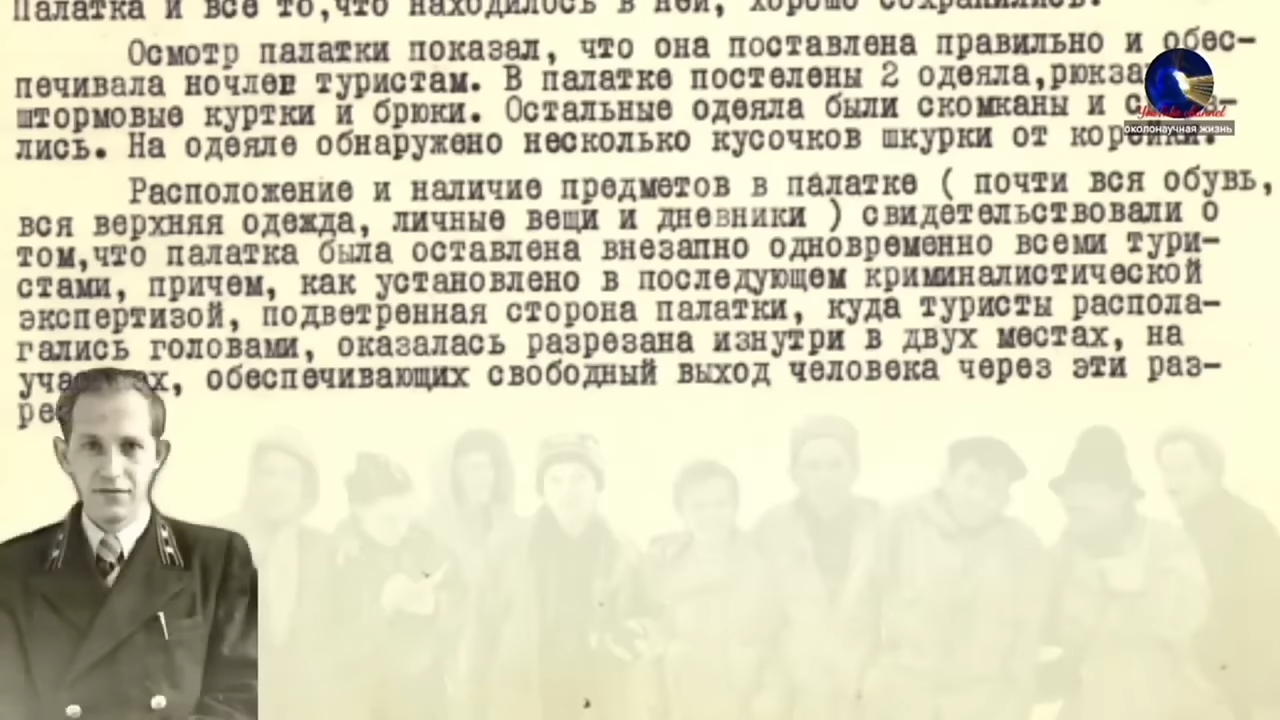 Палатка и все то,что находилось в ней, хорошо сохранились.
Осмотр палатки показал, что она поставлена правильно и обес-
печивала ночлег туристам. В палатке постелены 2 одеяла,
штормовые куртки и брюки. Остальные одеяла были скомканы и
лись. На одеяле обнаружено несколько кусочков шкурки от корейки.
Расположение и наличие предметов в палатке ( почти вся обувь,
вся верхняя одежда, личные вещи и дневники ) свидетельствовали о
том,что палатка была оставлена внезапно одновременно всеми тури-
стами, причем, как установлено в последующем криминалистической
экспертизой, подветренная сторона палатки, куда туристы распола-
гались головами, оказалась разрезана изнутри в двух местах, на
обеспечивающих свободный выход человека через эти раз-
YouTube channel
околонаучная жизнь